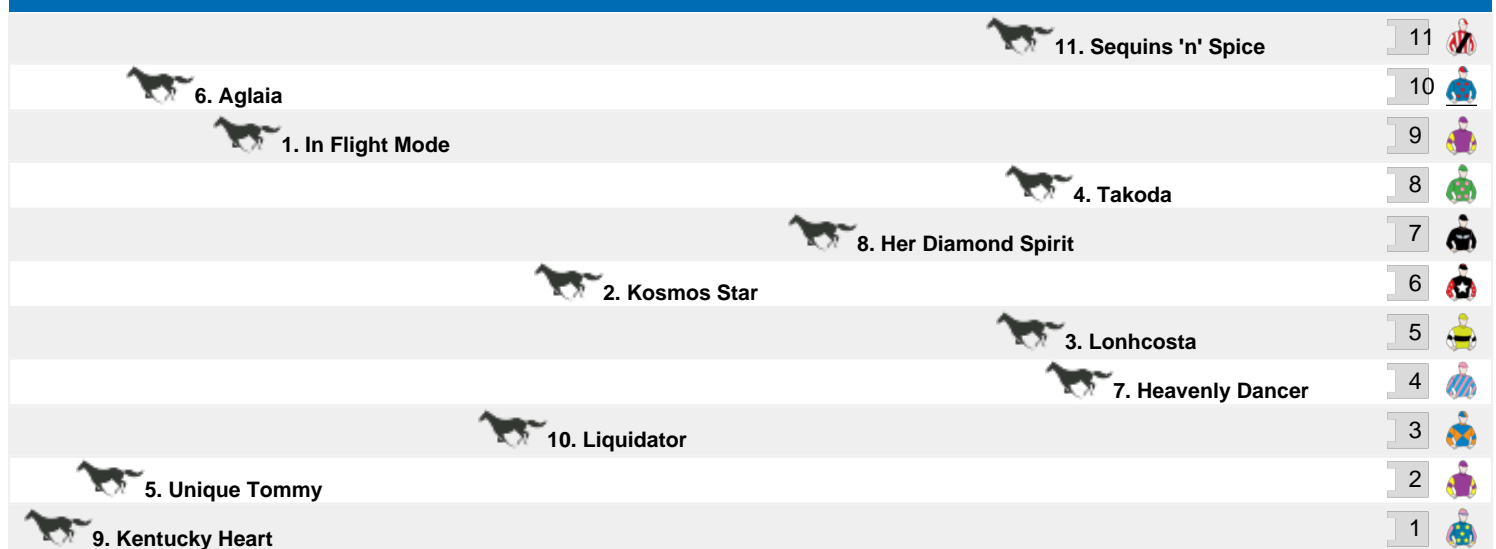 11. Sequins 'n' Spice 11
6. Aglaia 10
1. In Flight Mode 9
4. Takoda 8
8. Her Diamond Spirit 7
2. Kosmos Star 6
3. Lonhcosta 5
7. Heavenly Dancer 4
10. Liquidator 3
5. Unique Tommy 2
9. Kentucky Heart 1